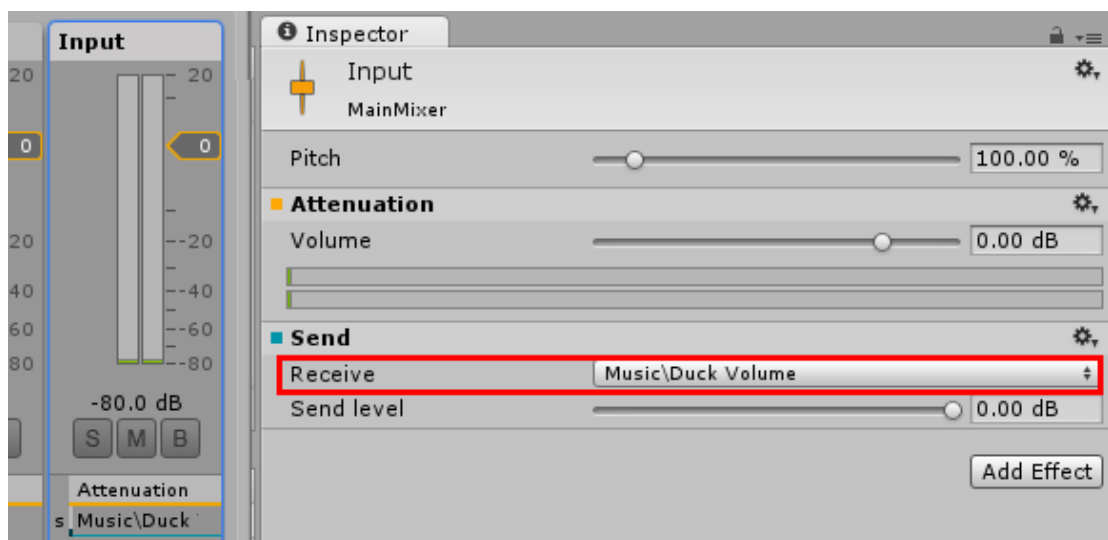 Input
20
20
0
0
20
--20
40
--40
60
--60
80
--80
-80.0 dB
S M B
Attenuation
s Music\Duck
Inspector
Input
MainMixer
Pitch 100.00 %
Attenuation
Volume 0.00 dB
Send
Receive Music\Duck Volume
Send level 0.00 dB
Add Effect